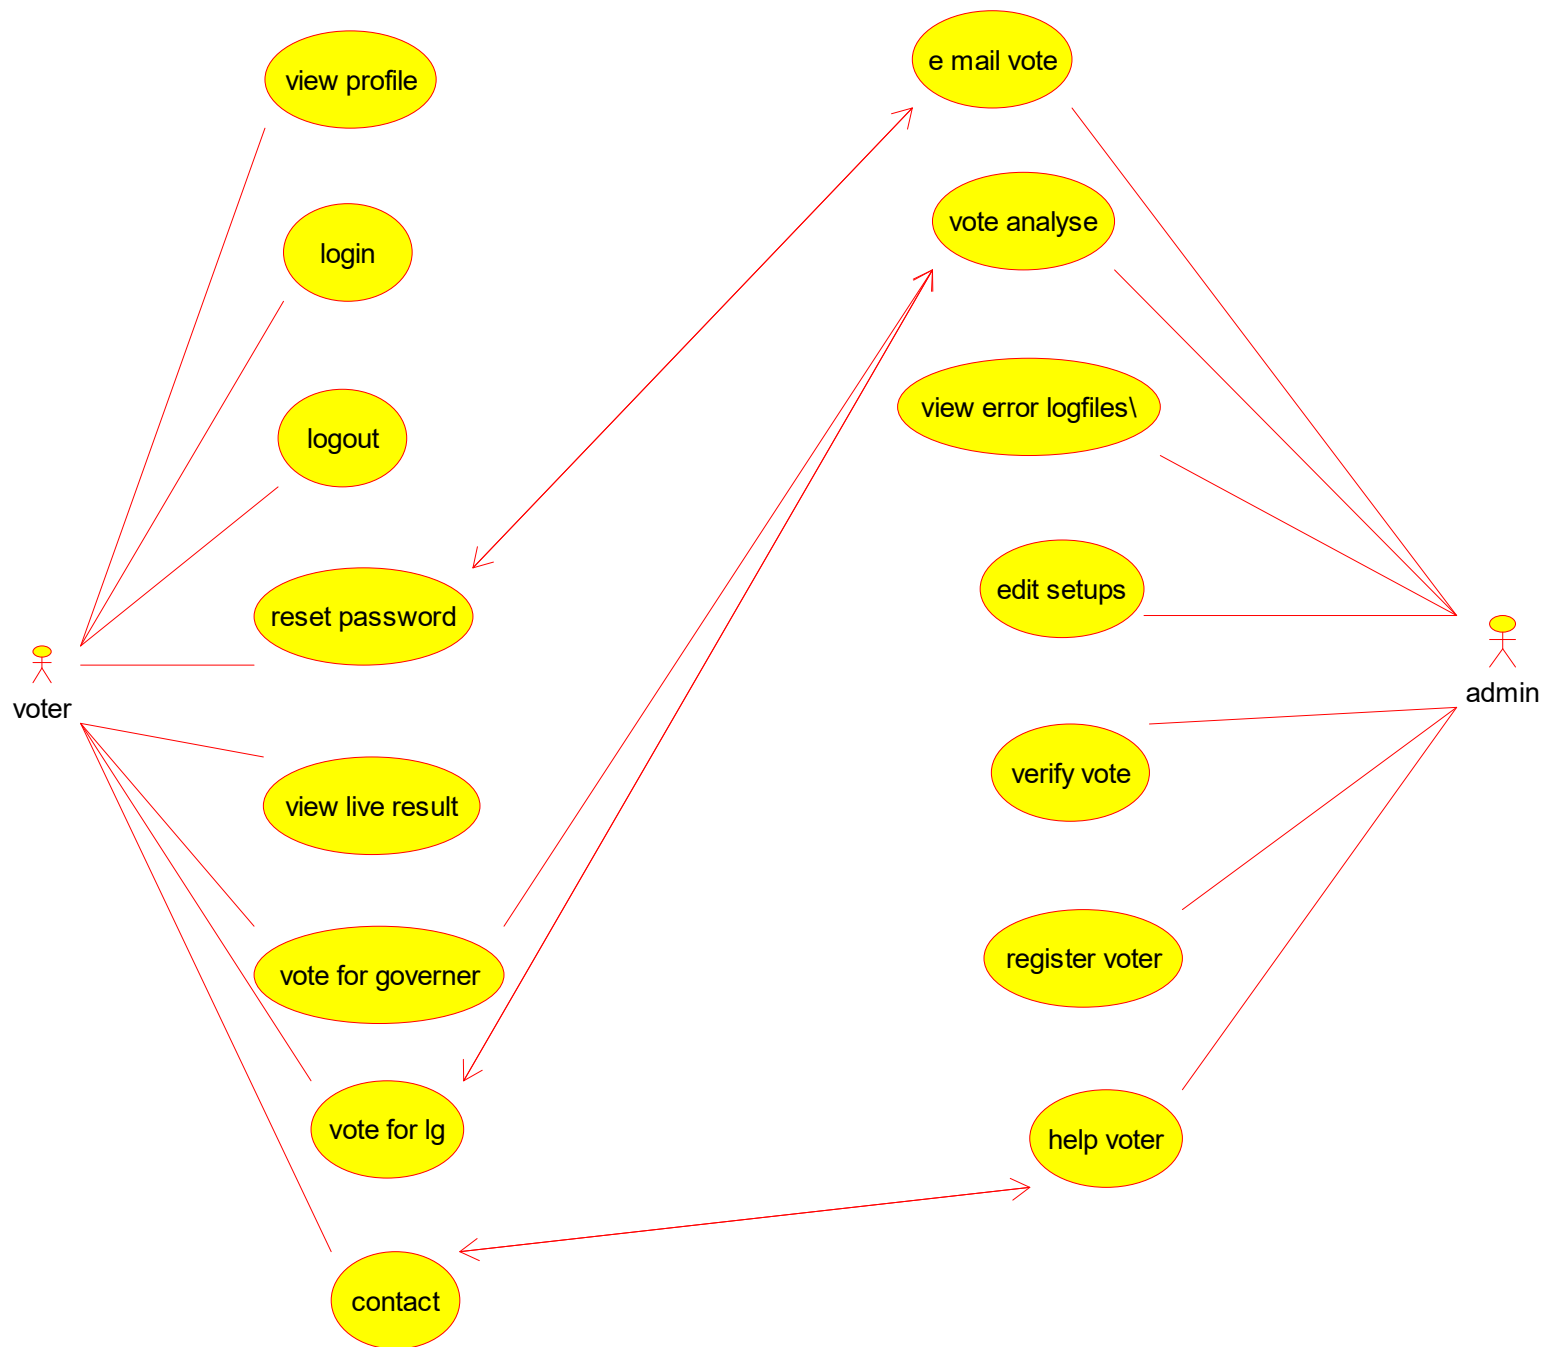 view profile
login
logout
reset password
voter
view live result
vote for governer
vote for lg
contact
e mail vote
vote analyse
view error logfiles\
edit setups
admin
verify vote
register voter
help voter